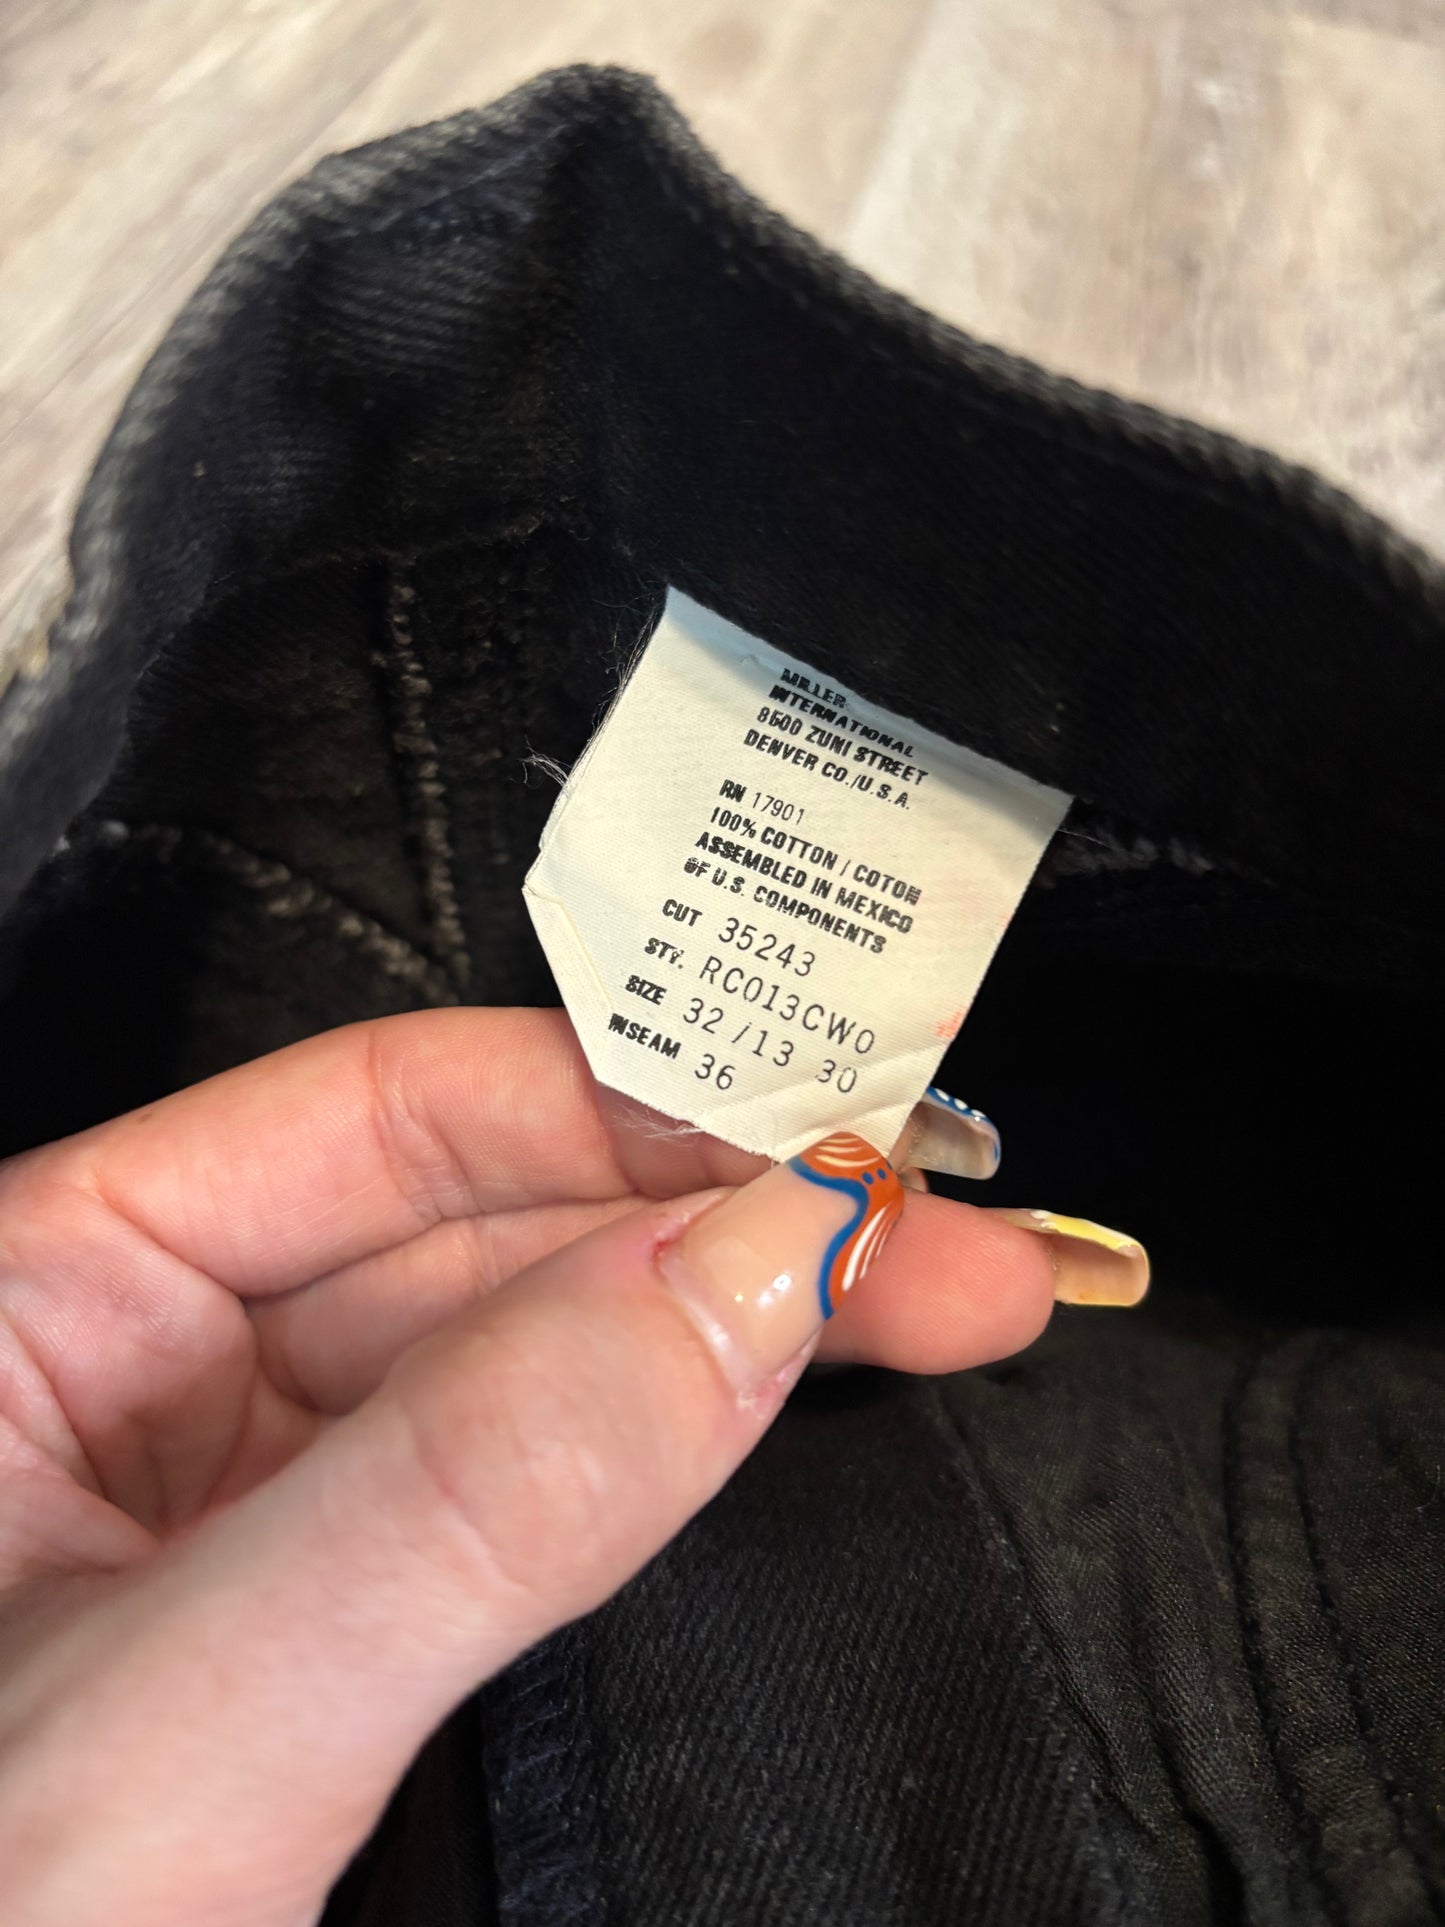 MILLER
INTERNATIONAL
8500 ZUNI STREET
DENVER CO./U.S.A.
RN 17901
100% COTTON / COTON
ASSEMBLED IN MEXICO
OF U.S. COMPONENTS
CUT 35243
STY. RC013CWO
SIZE 32 /13 30
INSEAM 36